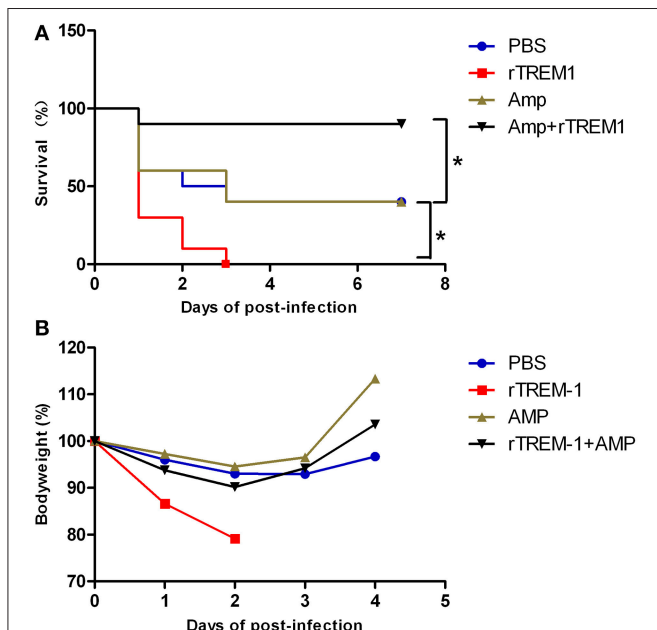 A
PBS
rTREM1
Amp
Amp+rTREM1
Survival (%)
150
100
50
0
*
*
0 2 4 6 8
Days of post-infection
B
PBS
rTREM-1
AMP
rTREM-1+AMP
Bodyweight (%)
120
110
100
90
80
70
0 1 2 3 4 5
Days of post-infection